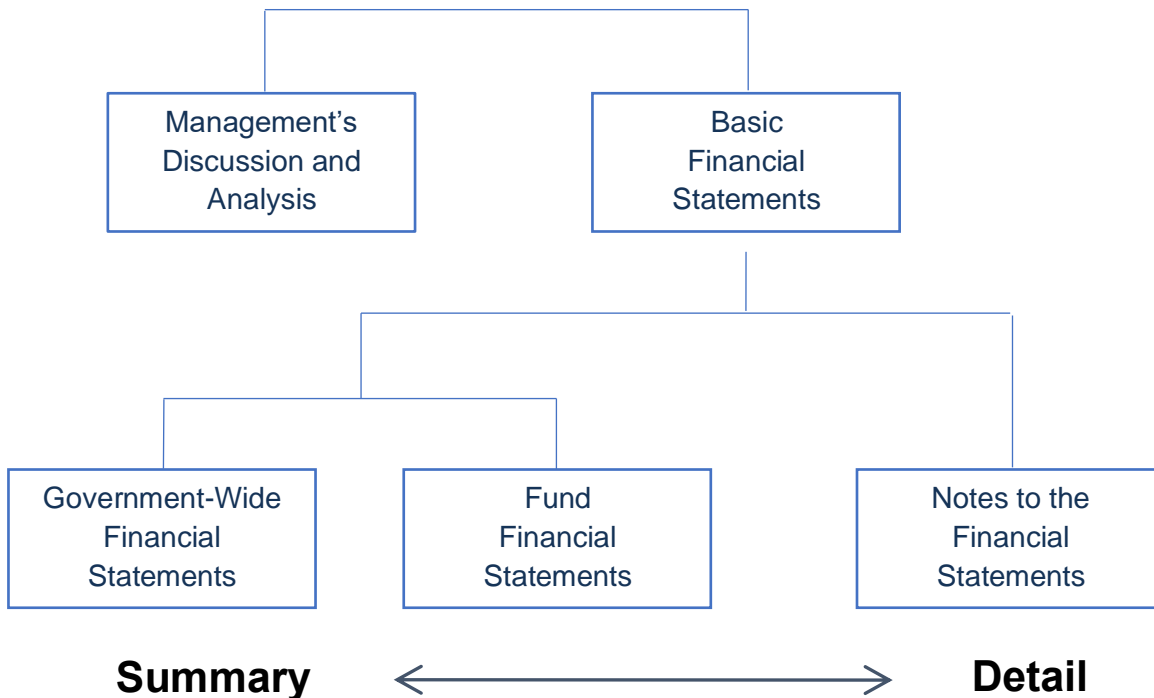 Management’s
Discussion and
Analysis
Basic
Financial
Statements
Government-Wide
Financial
Statements
Fund
Financial
Statements
Notes to the
Financial
Statements
Summary
Detail